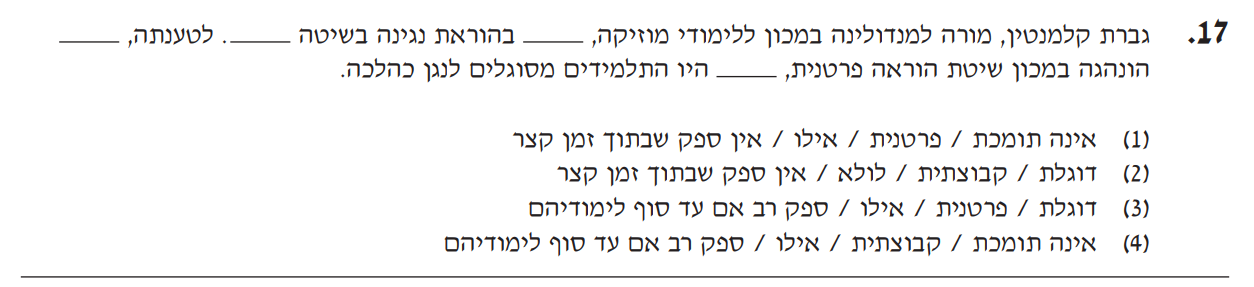 17. גברת קלמנטין, מורה למנדולינה במכון ללימודי מוזיקה, _____ בהוראת נגינה בשיטה _____. לטענתה, _____
הונהגה במכון שיטת הוראה פרטנית, _____ היו התלמידים מסוגלים לנגן כהלכה.
(1) אינה תומכת / פרטנית / אילו / אין ספק שבתוך זמן קצר
(2) דוגלת / קבוצתית / לולא / אין ספק שבתוך זמן קצר
(3) דוגלת / פרטנית / אילו / ספק רב אם עד סוף לימודיהם
(4) אינה תומכת / קבוצתית / אילו / ספק רב אם עד סוף לימודיהם